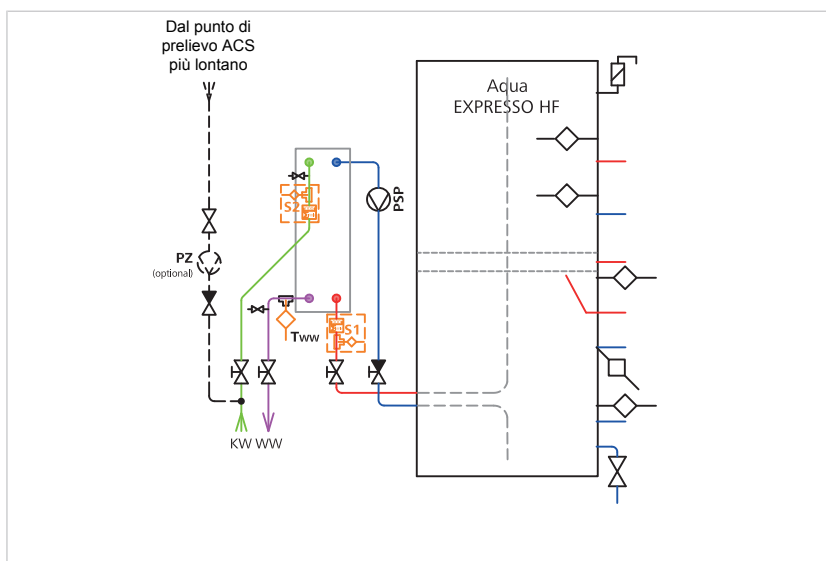 Dal punto di
prelievo ACS
più lontano
Aqua
EXPRESSO HF
S2
PSP
PZ
(optional)
S1
Tww
KW WW